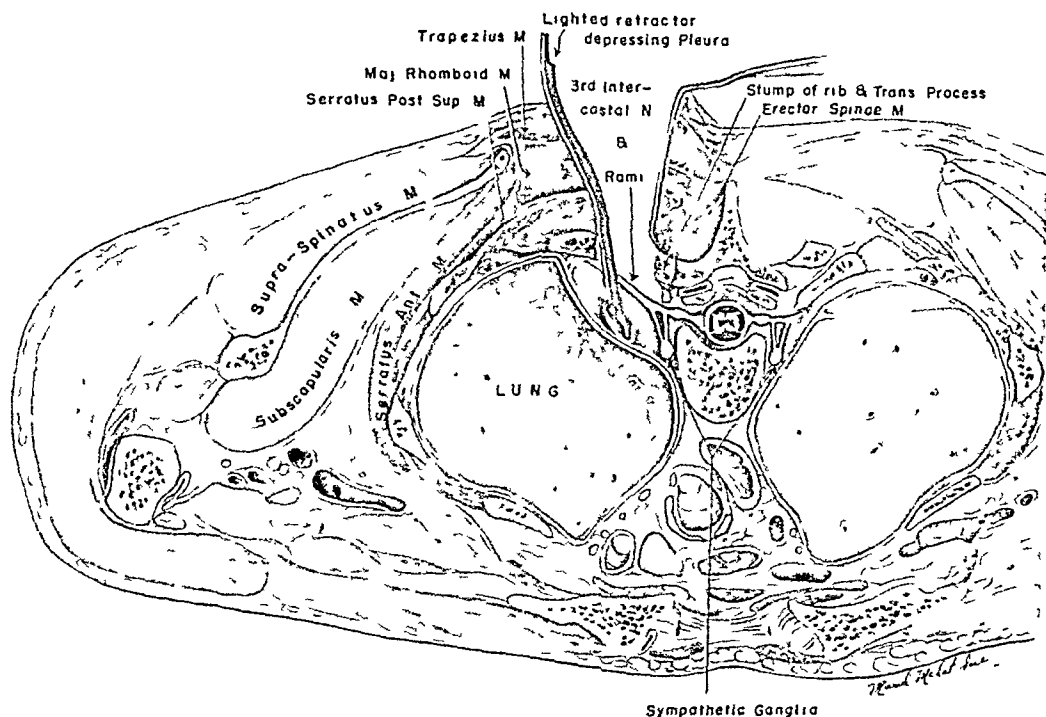 Lighted retractor
depressing Pleura
Trapezius M
Maj Rhomboid M
Serratus Post Sup M
3rd Inter-
costal N
&
Rami
Stump of rib & Trans Process
Erector Spinae M
Supra-Spinatus M
Subscapularis M
Serratus Ant M
LUNG
Sympathetic Ganglia